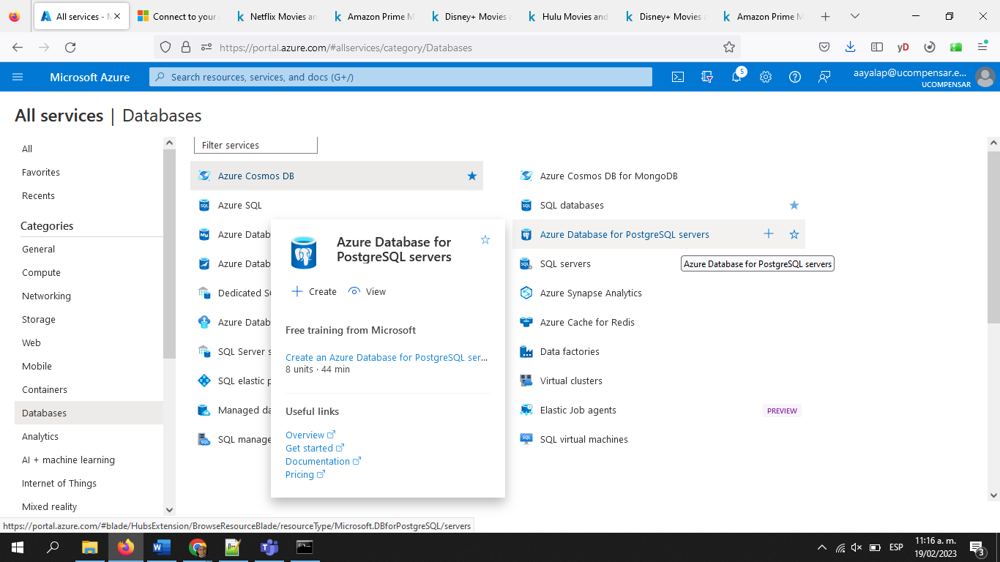 All services - M
Connect to your A
Netflix Movies an
Amazon Prime M
Disney+ Movies a
Hulu Movies and
Disney+ Movies a
Amazon Prime M
https://portal.azure.com/#allservices/category/Databases
yD
Microsoft Azure
Search resources, services, and docs (G+/)
5
aayalap@ucompensar.e...
UCOMPENSAR
All services | Databases
All
Favorites
Recents
Categories
General
Compute
Networking
Storage
Web
Mobile
Containers
Databases
Analytics
AI + machine learning
Internet of Things
Mixed reality
Filter services
Azure Cosmos DB
Azure SQL
Azure Datab
Azure Datab
Dedicated SQ
Azure Datab
SQL Server s
SQL elastic p
Managed da
SQL manage
Azure Database for
PostgreSQL servers
Create
View
Free training from Microsoft
Create an Azure Database for PostgreSQL ser...
8 units · 44 min
Useful links
Overview
Get started
Documentation
Pricing
Azure Cosmos DB for MongoDB
SQL databases
Azure Database for PostgreSQL servers
SQL servers
Azure Database for PostgreSQL servers
Azure Synapse Analytics
Azure Cache for Redis
Data factories
Virtual clusters
Elastic Job agents
PREVIEW
SQL virtual machines
https://portal.azure.com/#blade/HubsExtension/BrowseResourceBlade/resourceType/Microsoft.DBforPostgreSQL/servers
ESP
11:16 a. m.
19/02/2023
3